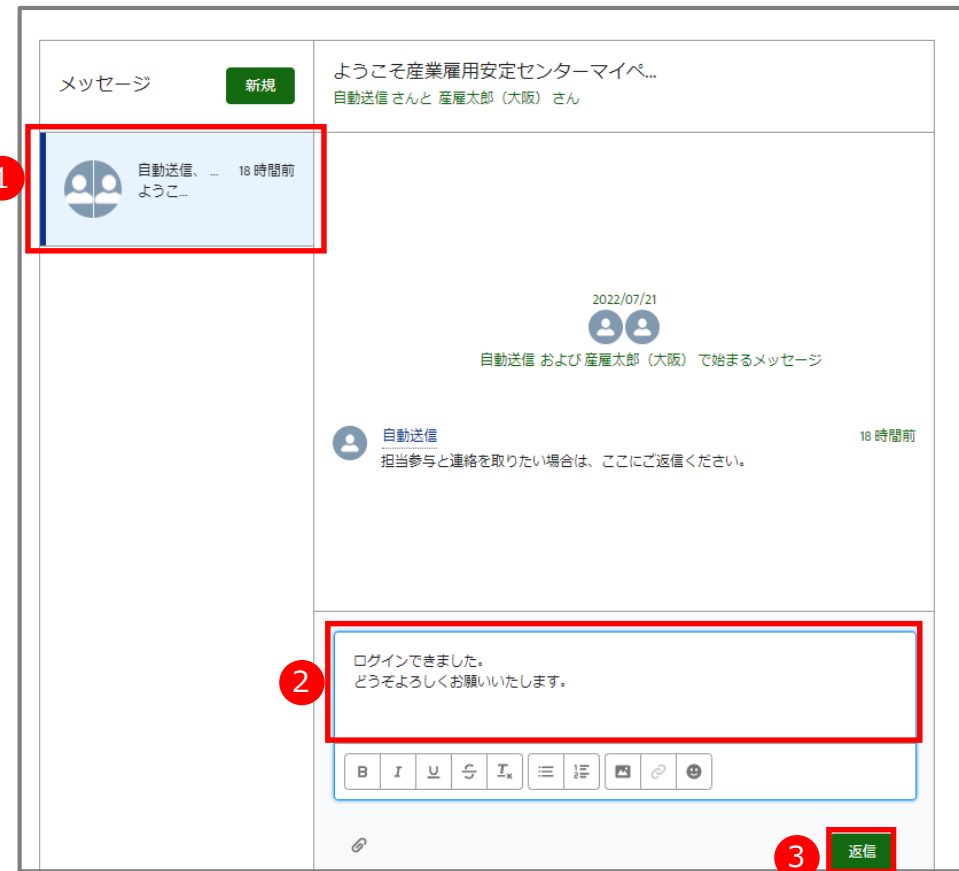 メッセージ
新規
ようこそ産業雇用安定センターマイペ...
自動送信 さんと 産雇太郎（大阪） さん
1
自動送信、 ... 18 時間前
ようこ...
2022/07/21
自動送信 および 産雇太郎（大阪） で始まるメッセージ
自動送信 18 時間前
担当参与と連絡を取りたい場合は、ここにご返信ください。
2
ログインできました。
どうぞよろしくお願いいたします。
B I U S Tx
3
返信